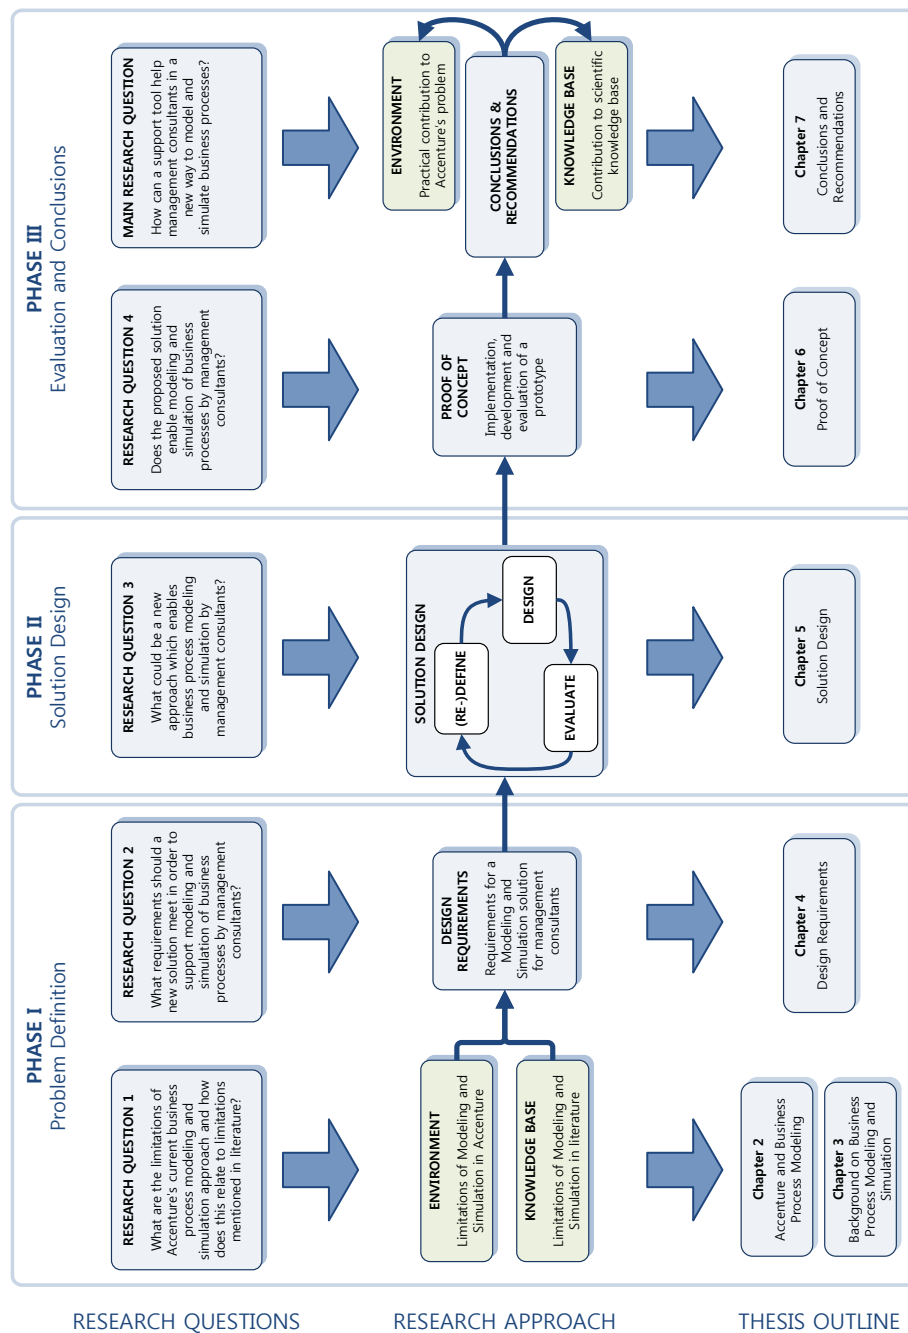 PHASE I
Problem Definition
PHASE II
Solution Design
PHASE III
Evaluation and Conclusions
RESEARCH QUESTIONS
RESEARCH QUESTION 1
What are the limitations of
Accenture's current business
process modeling and
simulation approach and how
does this relate to limitations
mentioned in literature?
RESEARCH QUESTION 2
What requirements should a
new solution meet in order to
support modeling and
simulation of business
processes by management
consultants?
RESEARCH QUESTION 3
What could be a new
approach which enables
business process modeling
and simulation by
management consultants?
RESEARCH QUESTION 4
Does the proposed solution
enable modeling and
simulation of business
processes by management
consultants?
MAIN RESEARCH QUESTION
How can a support tool help
management consultants in a
new way to model and
simulate business processes?
RESEARCH APPROACH
ENVIRONMENT
Limitations of Modeling and
Simulation in Accenture
KNOWLEDGE BASE
Limitations of Modeling and
Simulation in literature
DESIGN
REQUIREMENTS
Requirements for a
Modeling and
Simulation solution
for management
consultants
SOLUTION DESIGN
(RE-)DEFINE
DESIGN
EVALUATE
PROOF OF
CONCEPT
Implementation,
development and
evaluation of a
prototype
ENVIRONMENT
Practical contribution to
Accenture's problem
CONCLUSIONS &
RECOMMENDATIONS
KNOWLEDGE BASE
Contribution to scientific
knowledge base
THESIS OUTLINE
Chapter 2
Accenture and Business
Process Modeling
Chapter 3
Background on Business
Process Modeling and
Simulation
Chapter 4
Design Requirements
Chapter 5
Solution Design
Chapter 6
Proof of Concept
Chapter 7
Conclusions and
Recommendations